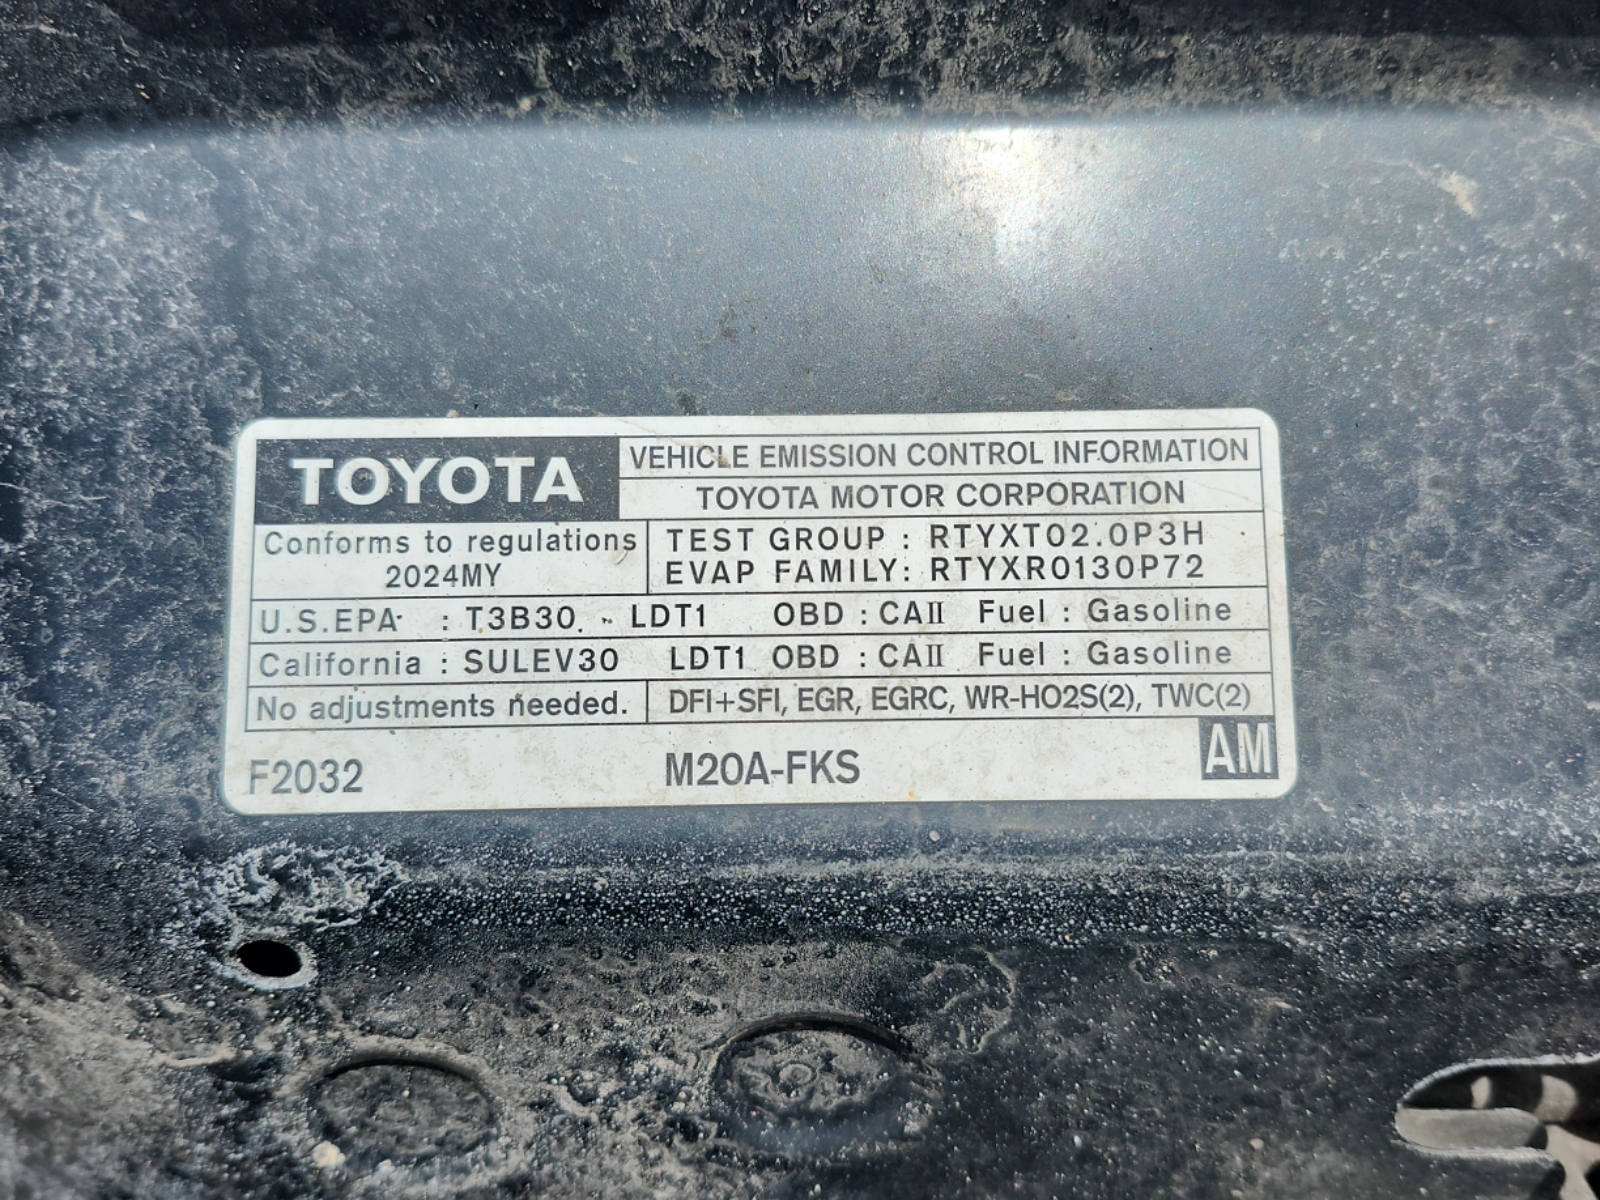 TOYOTA
VEHICLE EMISSION CONTROL INFORMATION
TOYOTA MOTOR CORPORATION
Conforms to regulations
2024MY
TEST GROUP : RTYXT02.0P3H
EVAP FAMILY: RTYXR0130P72
U.S.EPA : T3B30 LDT1 OBD : CAII Fuel : Gasoline
California : SULEV30 LDT1 OBD : CAII Fuel : Gasoline
No adjustments needed.
DFI+SFI, EGR, EGRC, WR-HO2S(2), TWC(2)
F2032
M20A-FKS
AM